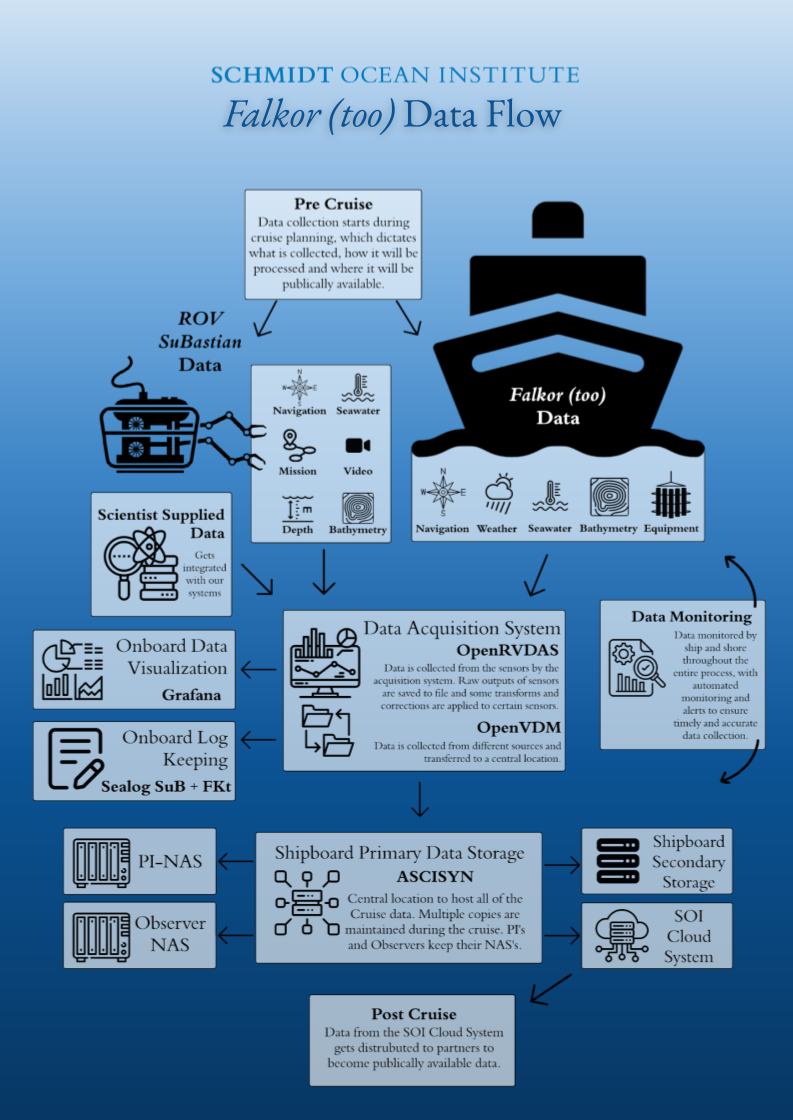 SCHMIDT OCEAN INSTITUTE
Falkor (too) Data Flow
Pre Cruise
Data collection starts during
cruise planning, which dictates
what is collected, how it will be
processed and where it will be
publically available.
ROV
SuBastian
Data
N
W E
S
Navigation
Seawater
Mission
Video
m
Depth
Bathymetry
Falkor (too)
Data
N
W E
S
Navigation
Weather
Seawater
Bathymetry
Equipment
Scientist Supplied
Data
Gets
integrated
with our
systems
Data Acquisition System
OpenRVDAS
Data is collected from the sensors by the
acquisition system. Raw outputs of sensors
are saved to file and some transforms and
corrections are applied to certain sensors.
OpenVDM
Data is collected from different sources and
transferred to a central location.
Onboard Data
Visualization
Grafana
Onboard Log
Keeping
Sealog SuB + FKt
Data Monitoring
Data monitored by
ship and shore
throughout the
entire process, with
automated
monitoring and
alerts to ensure
timely and accurate
data collection.
PI-NAS
Observer
NAS
Shipboard Primary Data Storage
ASCISYN
Central location to host all of the
Cruise data. Multiple copies are
maintained during the cruise. PI's
and Observers keep their NAS's.
Shipboard
Secondary
Storage
SOI
Cloud
System
Post Cruise
Data from the SOI Cloud System
gets distrubuted to partners to
become publically available data.